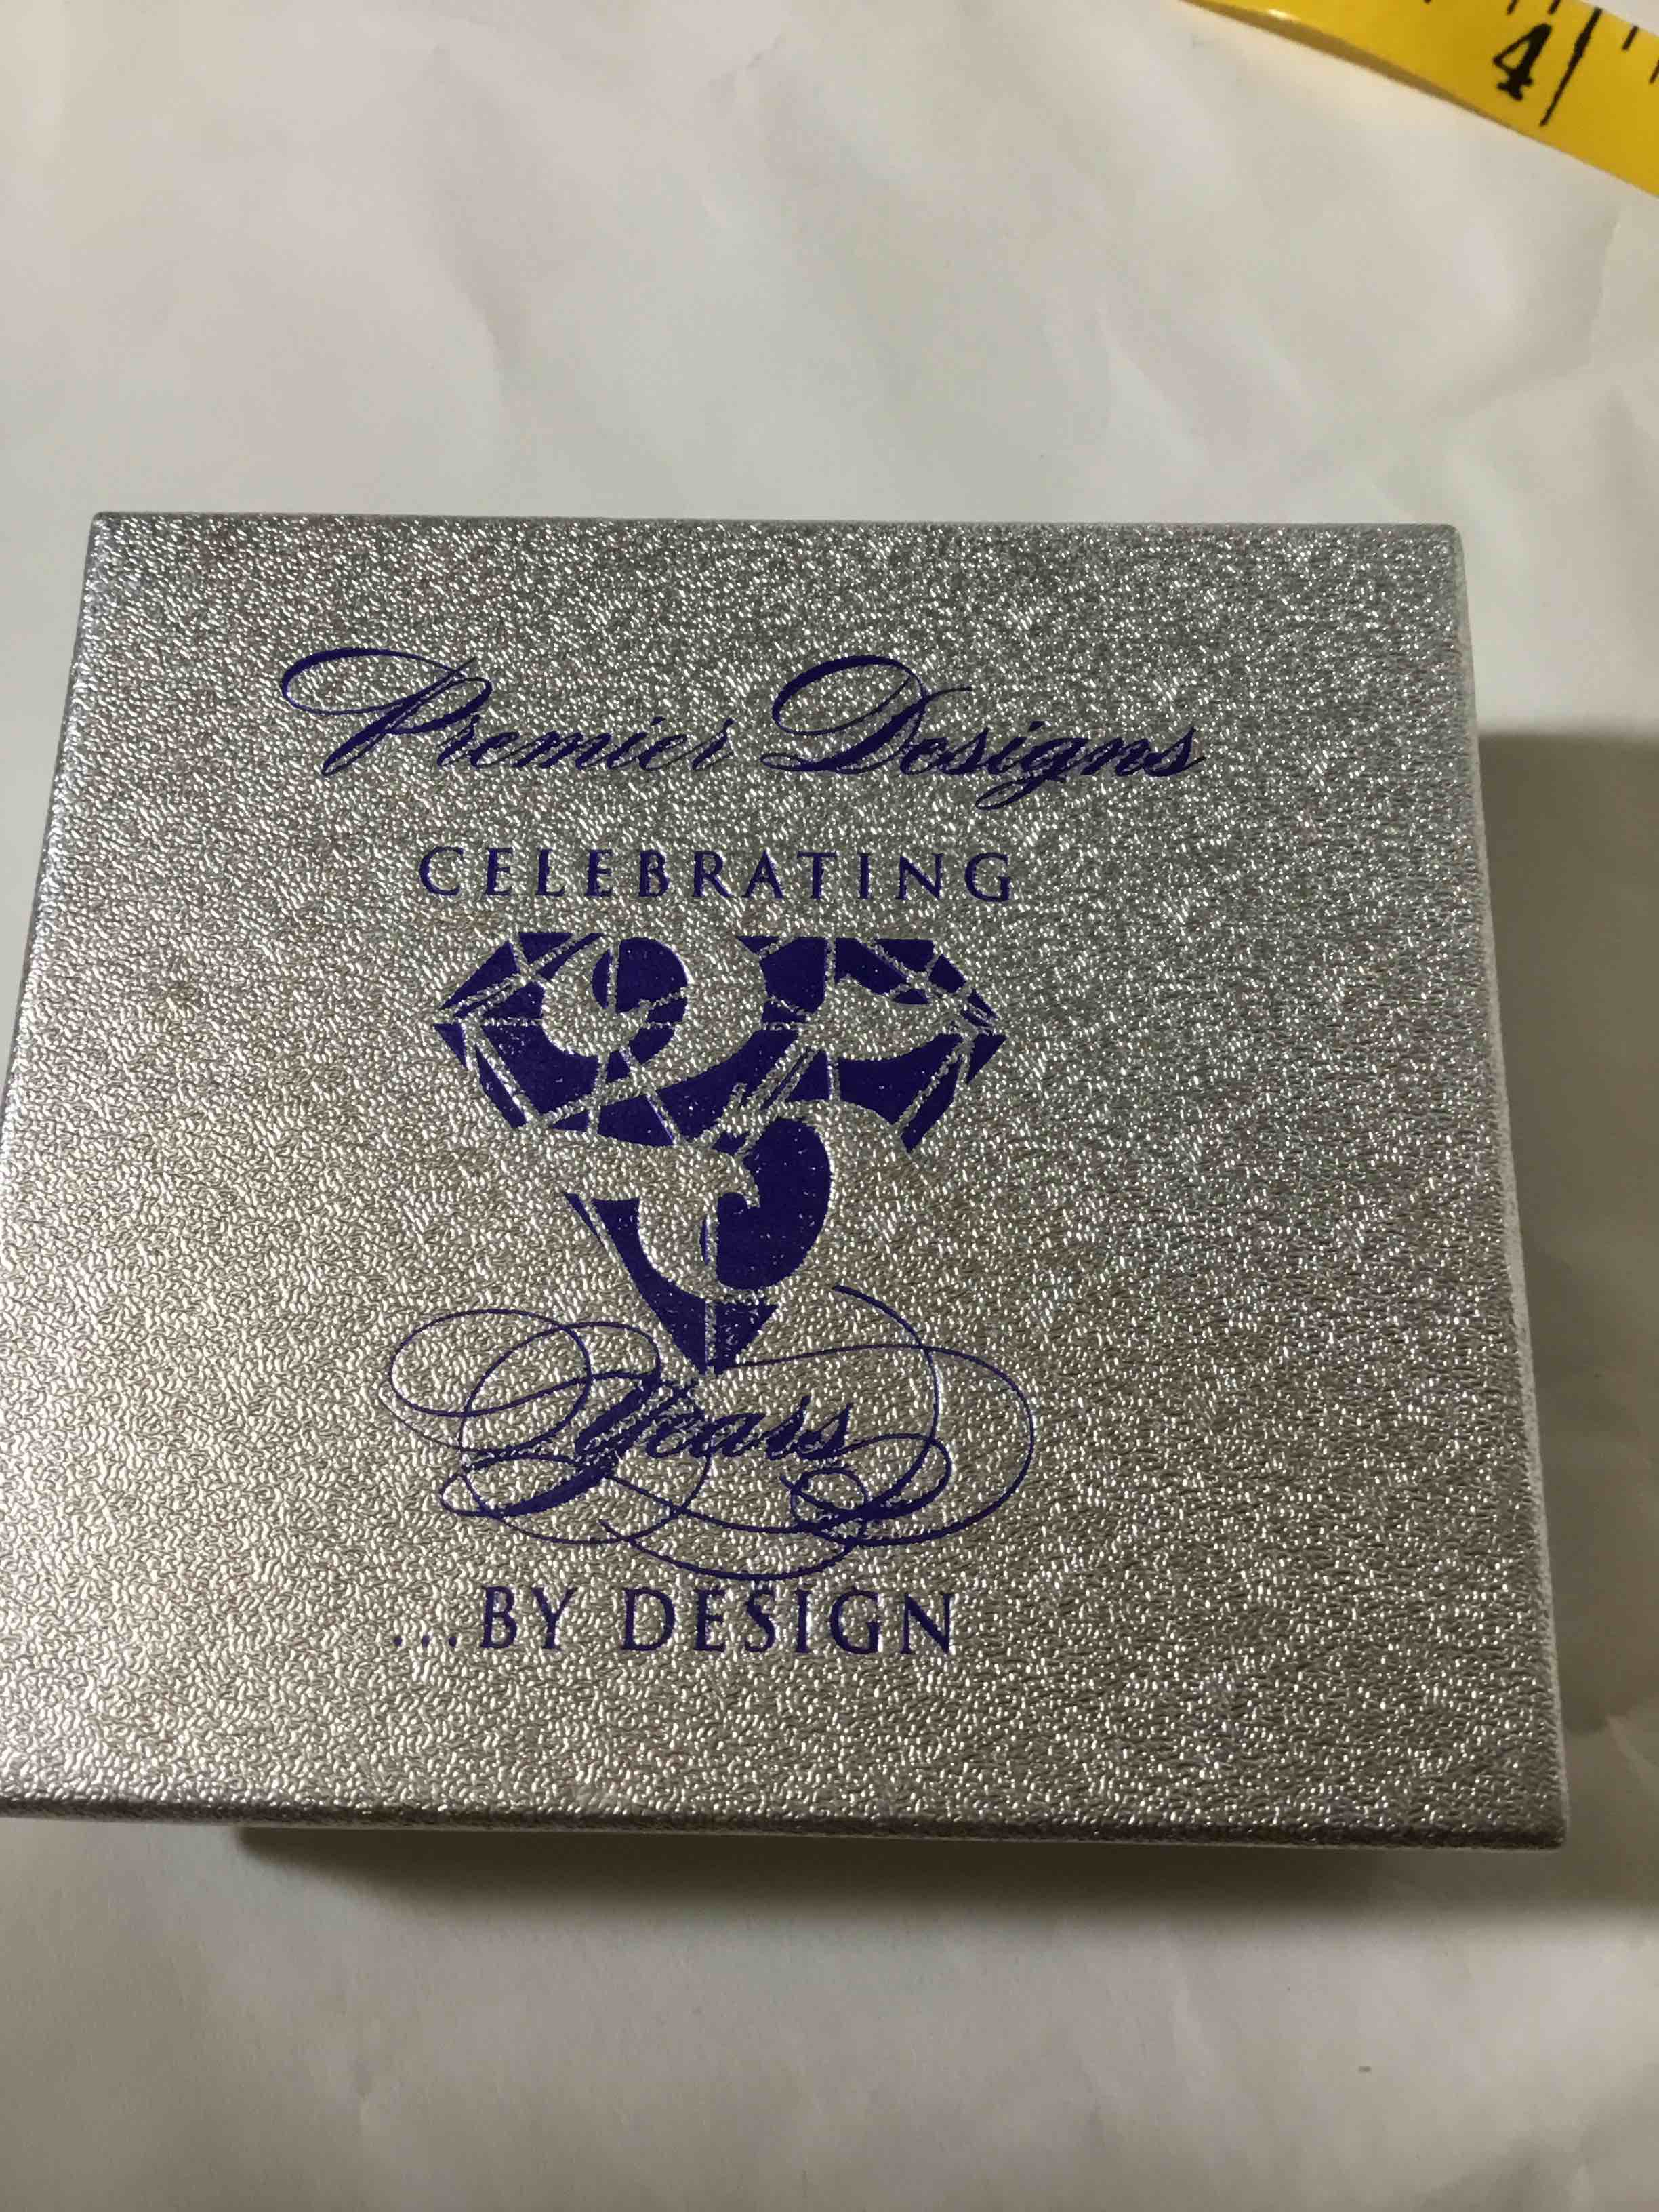 4
Premier Designs
CELEBRATING
25
Years
...BY DESIGN